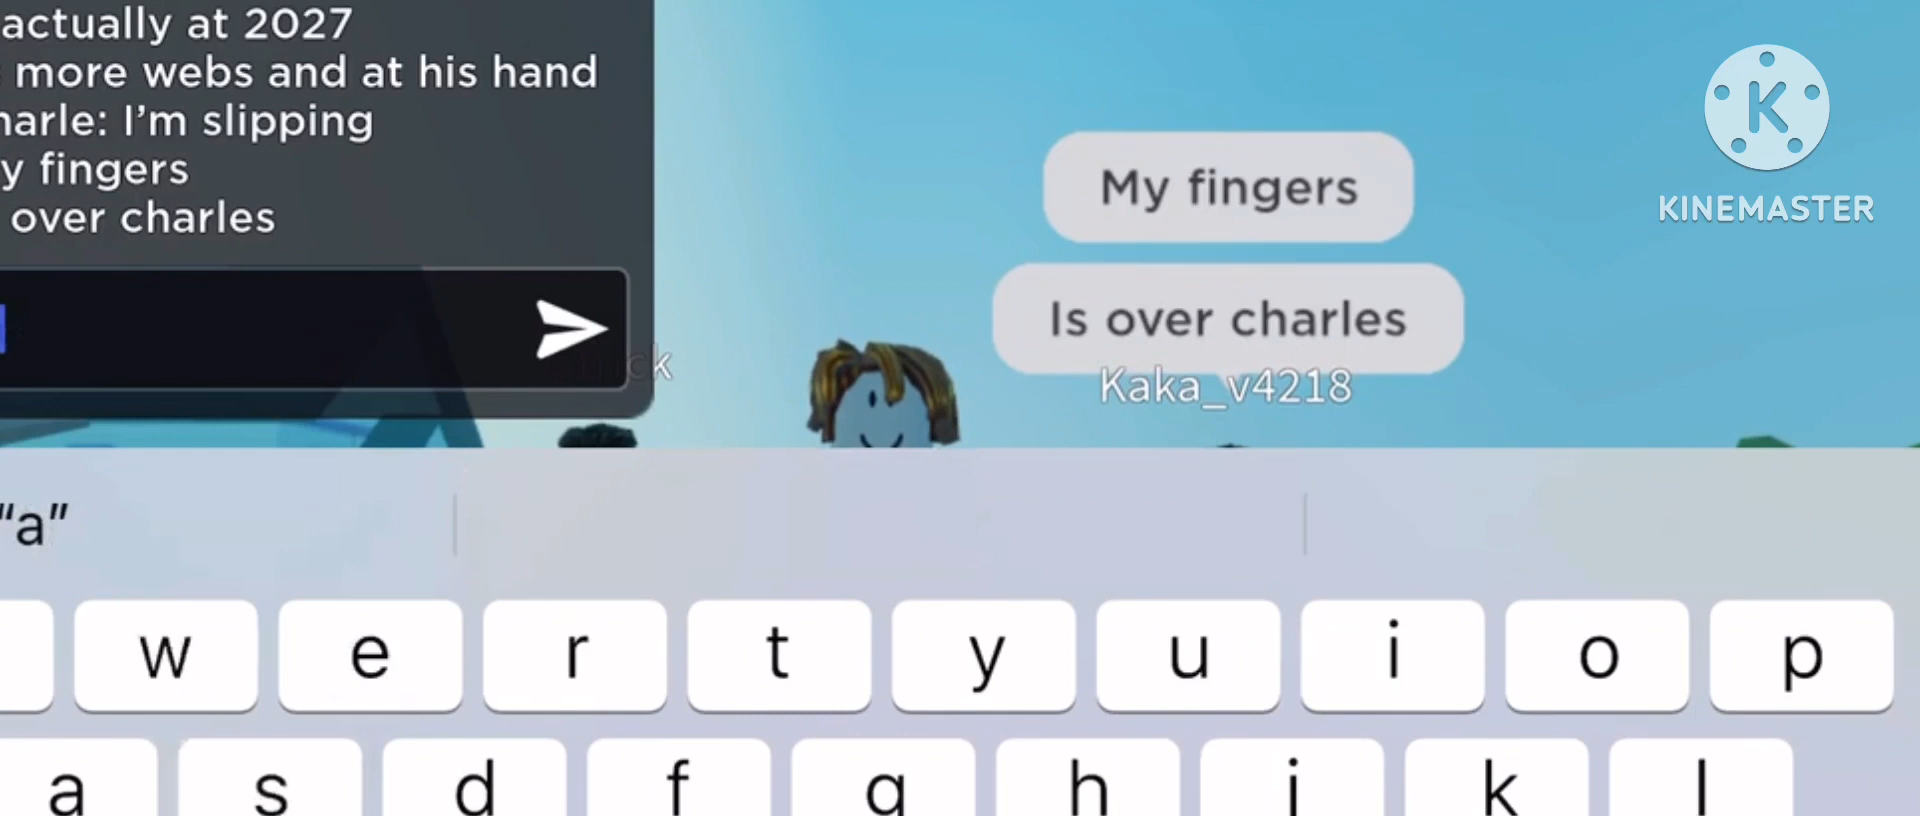 actually at 2027
more webs and at his hand
harle: I'm slipping
y fingers
over charles
My fingers
Is over charles
Kaka_v4218
K
KINEMASTER
"a"
w e r t y u i o p
a s d f g h j k l